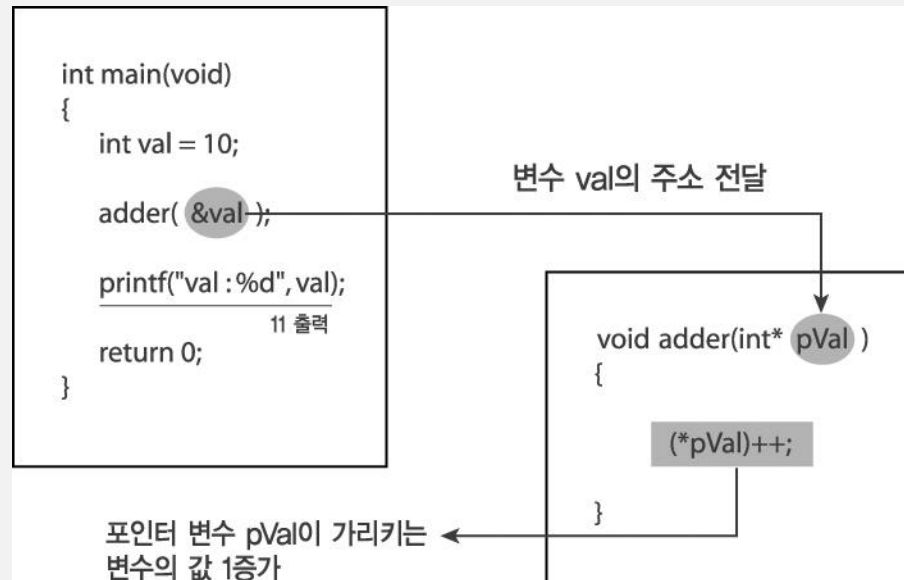 int main(void)
{
int val = 10;
adder( &val );
printf("val : %d", val);
11 출력
return 0;
}
변수 val의 주소 전달
void adder(int* pVal )
{
(*pVal)++;
}
포인터 변수 pVal이 가리키는
변수의 값 1증가